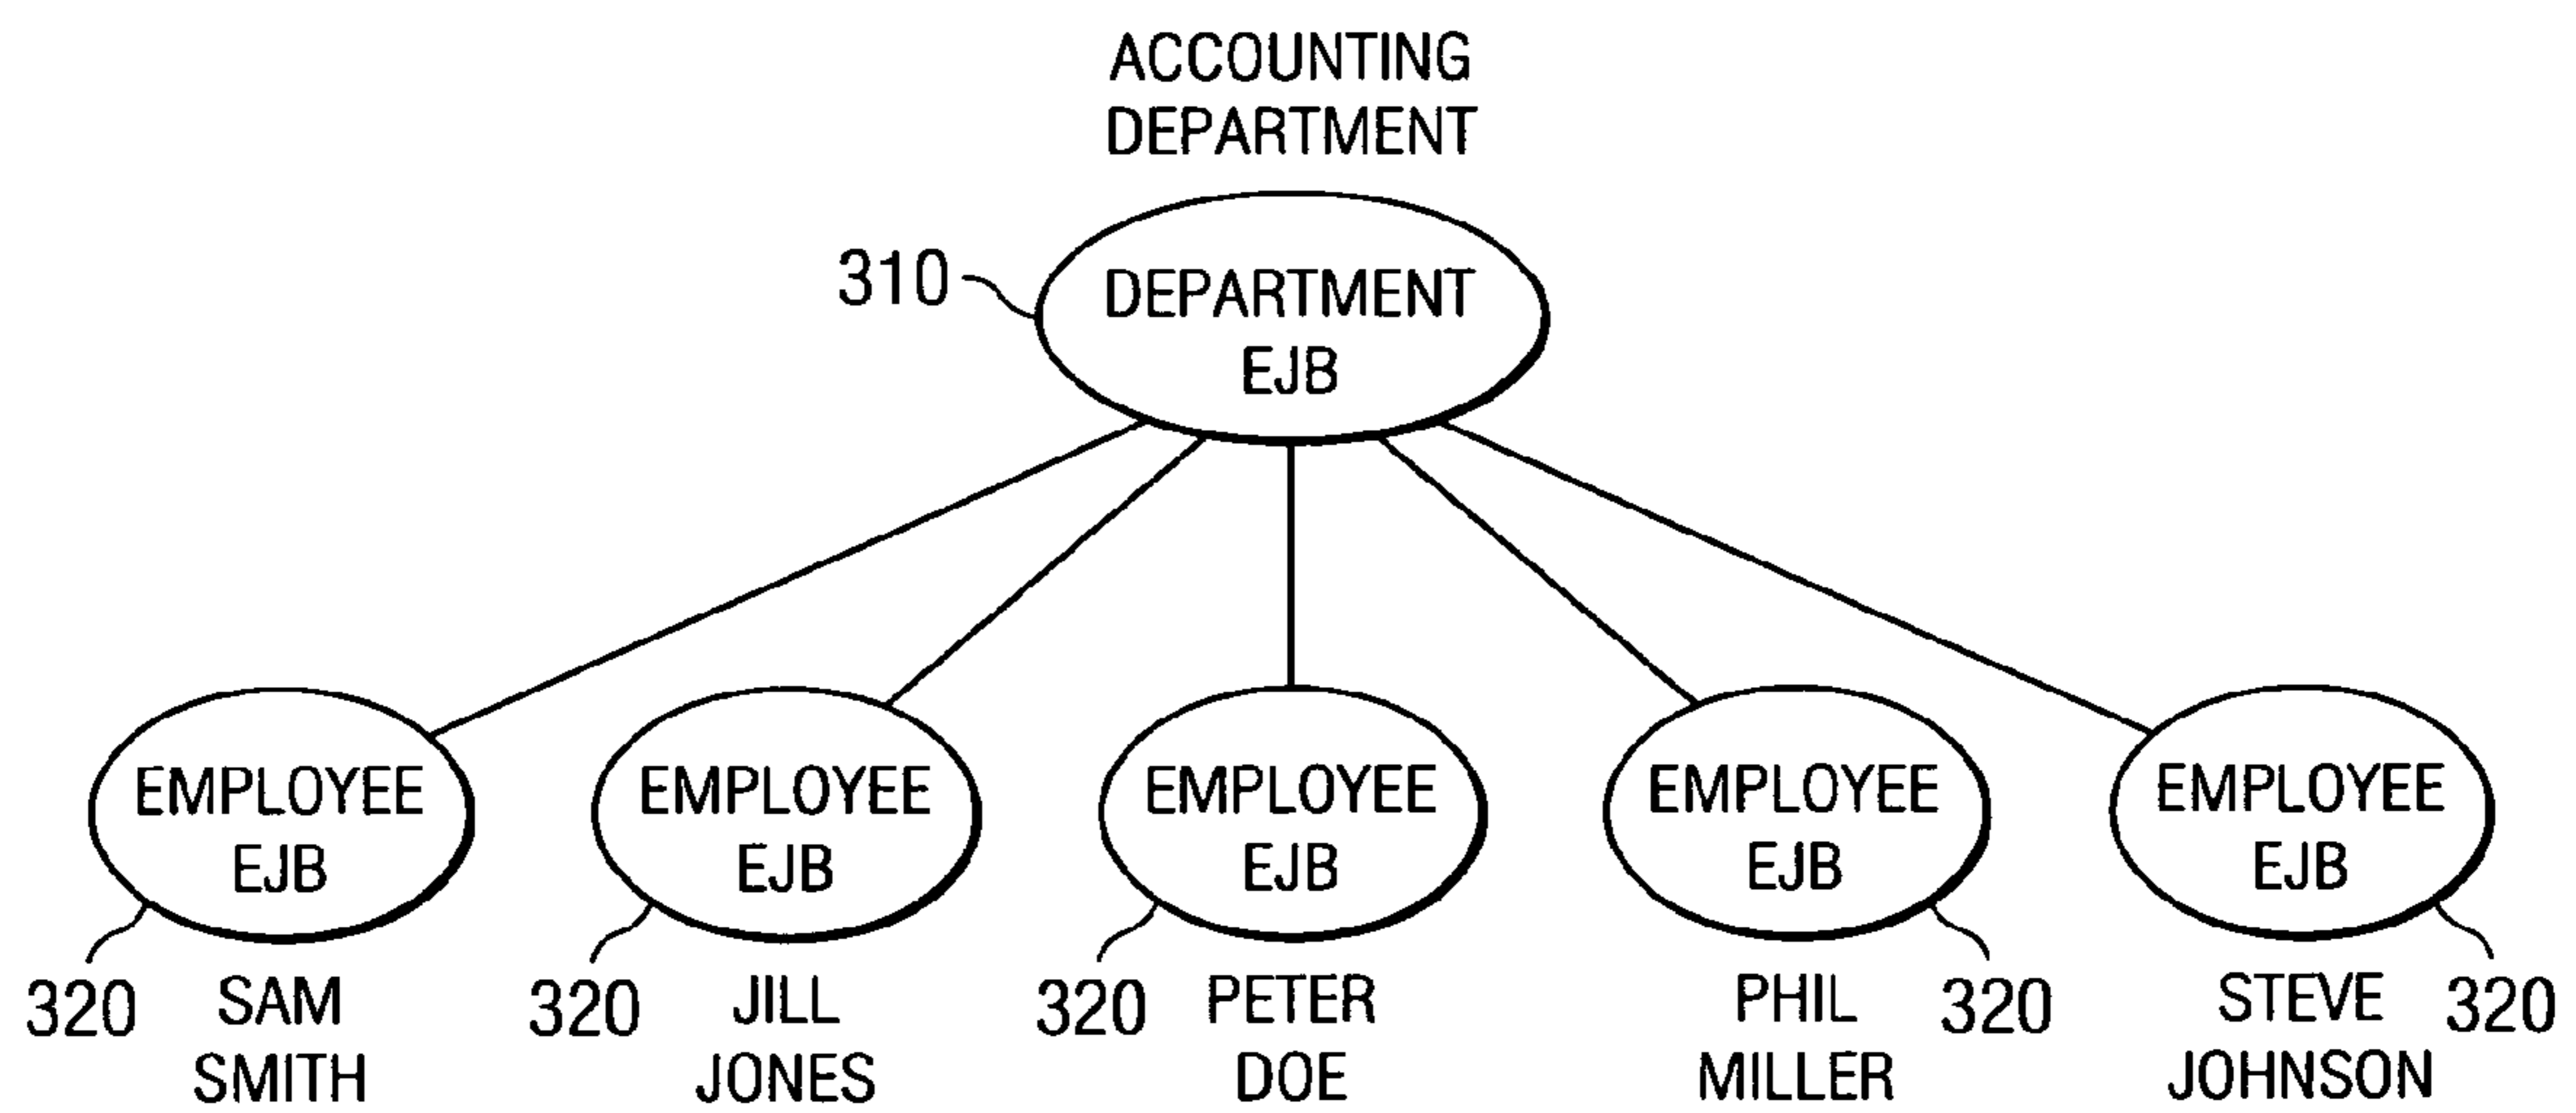 ACCOUNTING
DEPARTMENT
310
DEPARTMENT
EJB
EMPLOYEE
EJB
320
SAM
SMITH
EMPLOYEE
EJB
320
JILL
JONES
EMPLOYEE
EJB
320
PETER
DOE
EMPLOYEE
EJB
PHIL
MILLER
320
EMPLOYEE
EJB
STEVE
JOHNSON
320